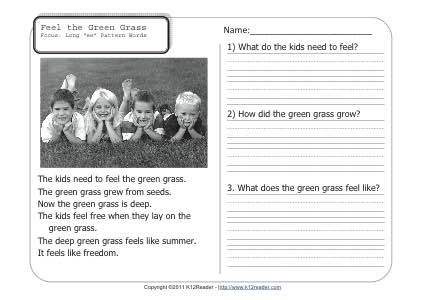 Feel the Green Grass
Focus: Long "ee" Pattern Words
Name:
The kids need to feel the green grass.
The green grass grew from seeds.
Now the green grass is deep.
The kids feel free when they lay on the
green grass.
The deep green grass feels like summer.
It feels like freedom.
1) What do the kids need to feel?
2) How did the green grass grow?
3. What does the green grass feel like?
Copyright ©2011 K12Reader - http://www.k12reader.com